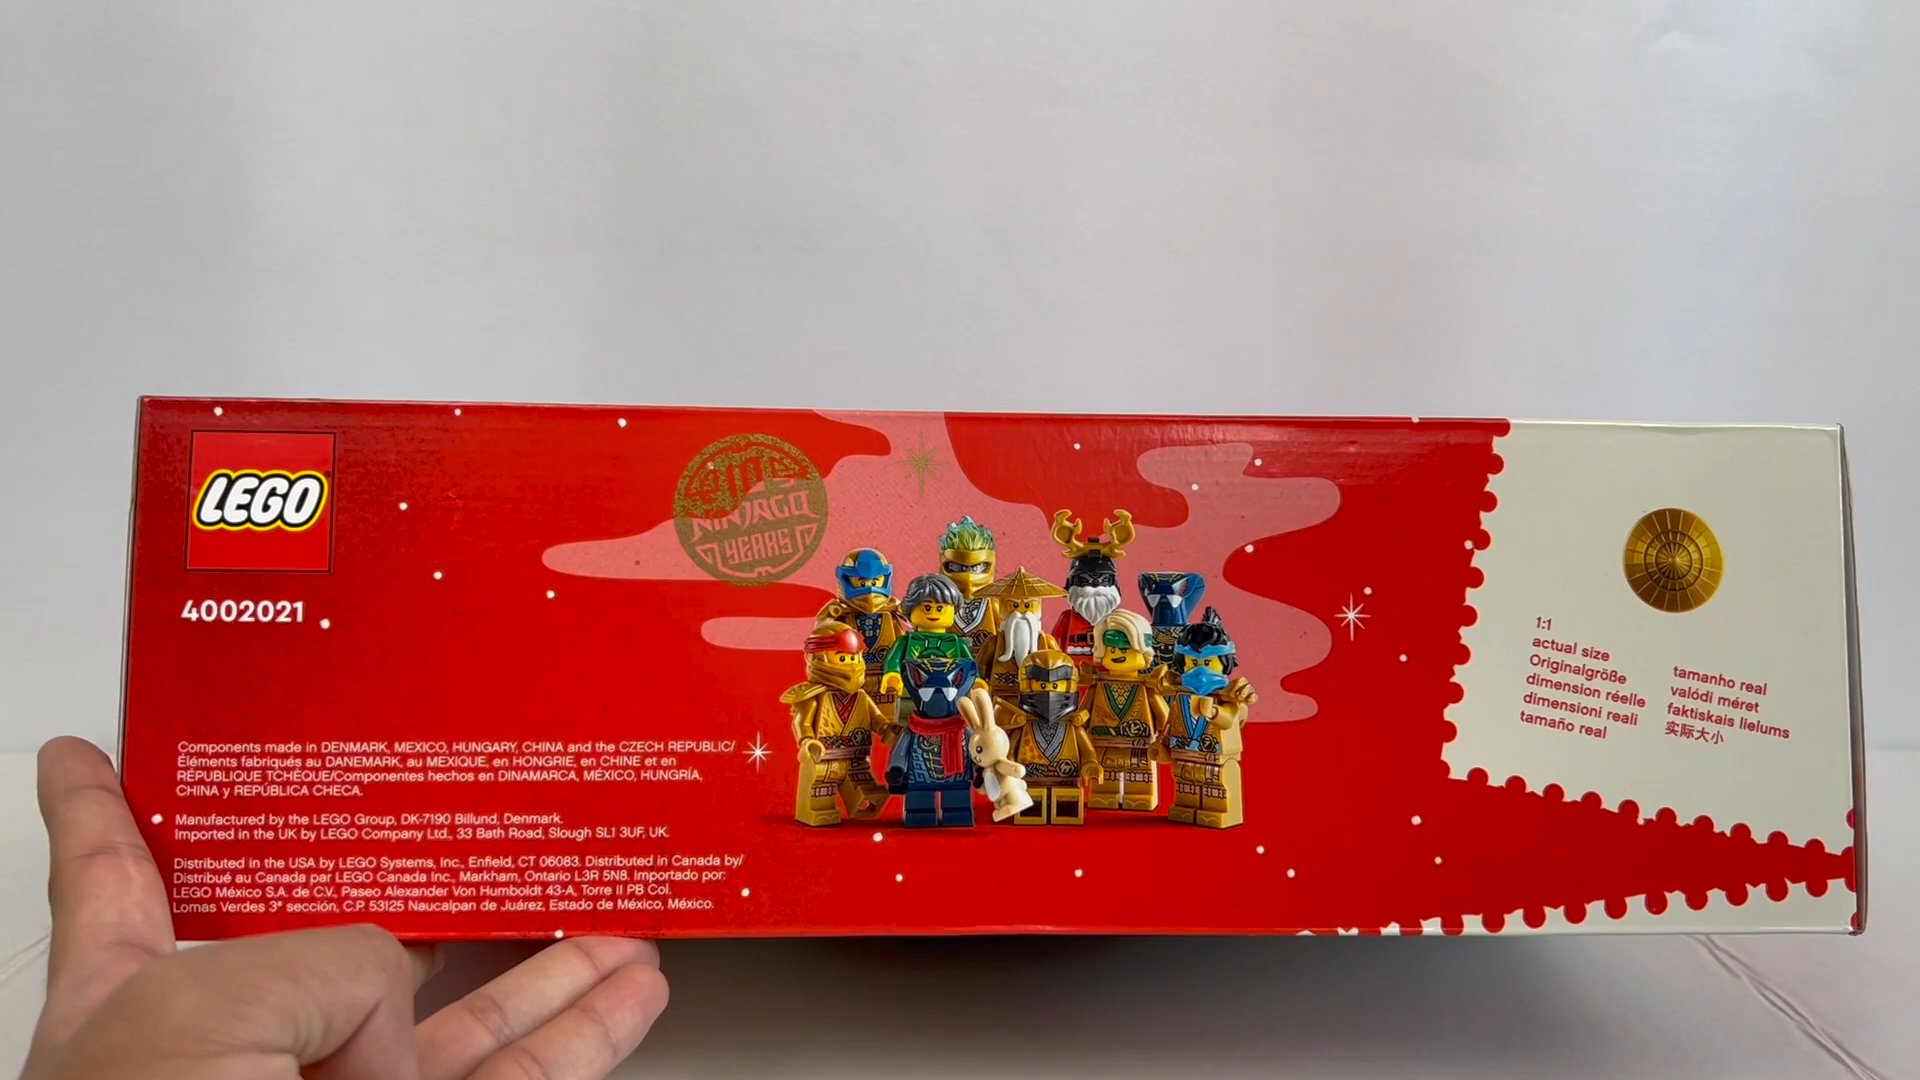 LEGO
4002021
NINJAGO
YEARS
Components made in DENMARK, MEXICO, HUNGARY, CHINA and the CZECH REPUBLIC/
Éléments fabriqués au DANEMARK, au MEXIQUE, en HONGRIE, en CHINE et en
RÉPUBLIQUE TCHÈQUE/Componentes hechos en DINAMARCA, MÉXICO, HUNGRÍA,
CHINA y REPÚBLICA CHECA.
Manufactured by the LEGO Group, DK-7190 Billund, Denmark.
Imported in the UK by LEGO Company Ltd., 33 Bath Road, Slough SL1 3UF, UK.
Distributed in the USA by LEGO Systems, Inc., Enfield, CT 06083. Distributed in Canada by/
Distribué au Canada par LEGO Canada Inc., Markham, Ontario L3R 5N8. Importado por:
LEGO México S.A. de C.V., Paseo Alexander Von Humboldt 43-A, Torre II PB Col.
Lomas Verdes 3ª sección, C.P. 53125 Naucalpan de Juárez, Estado de México, México.
1:1
actual size
Originalgröße
dimension réelle
dimensioni reali
tamaño real
tamanho real
valódi méret
faktiskais lielums
实际大小